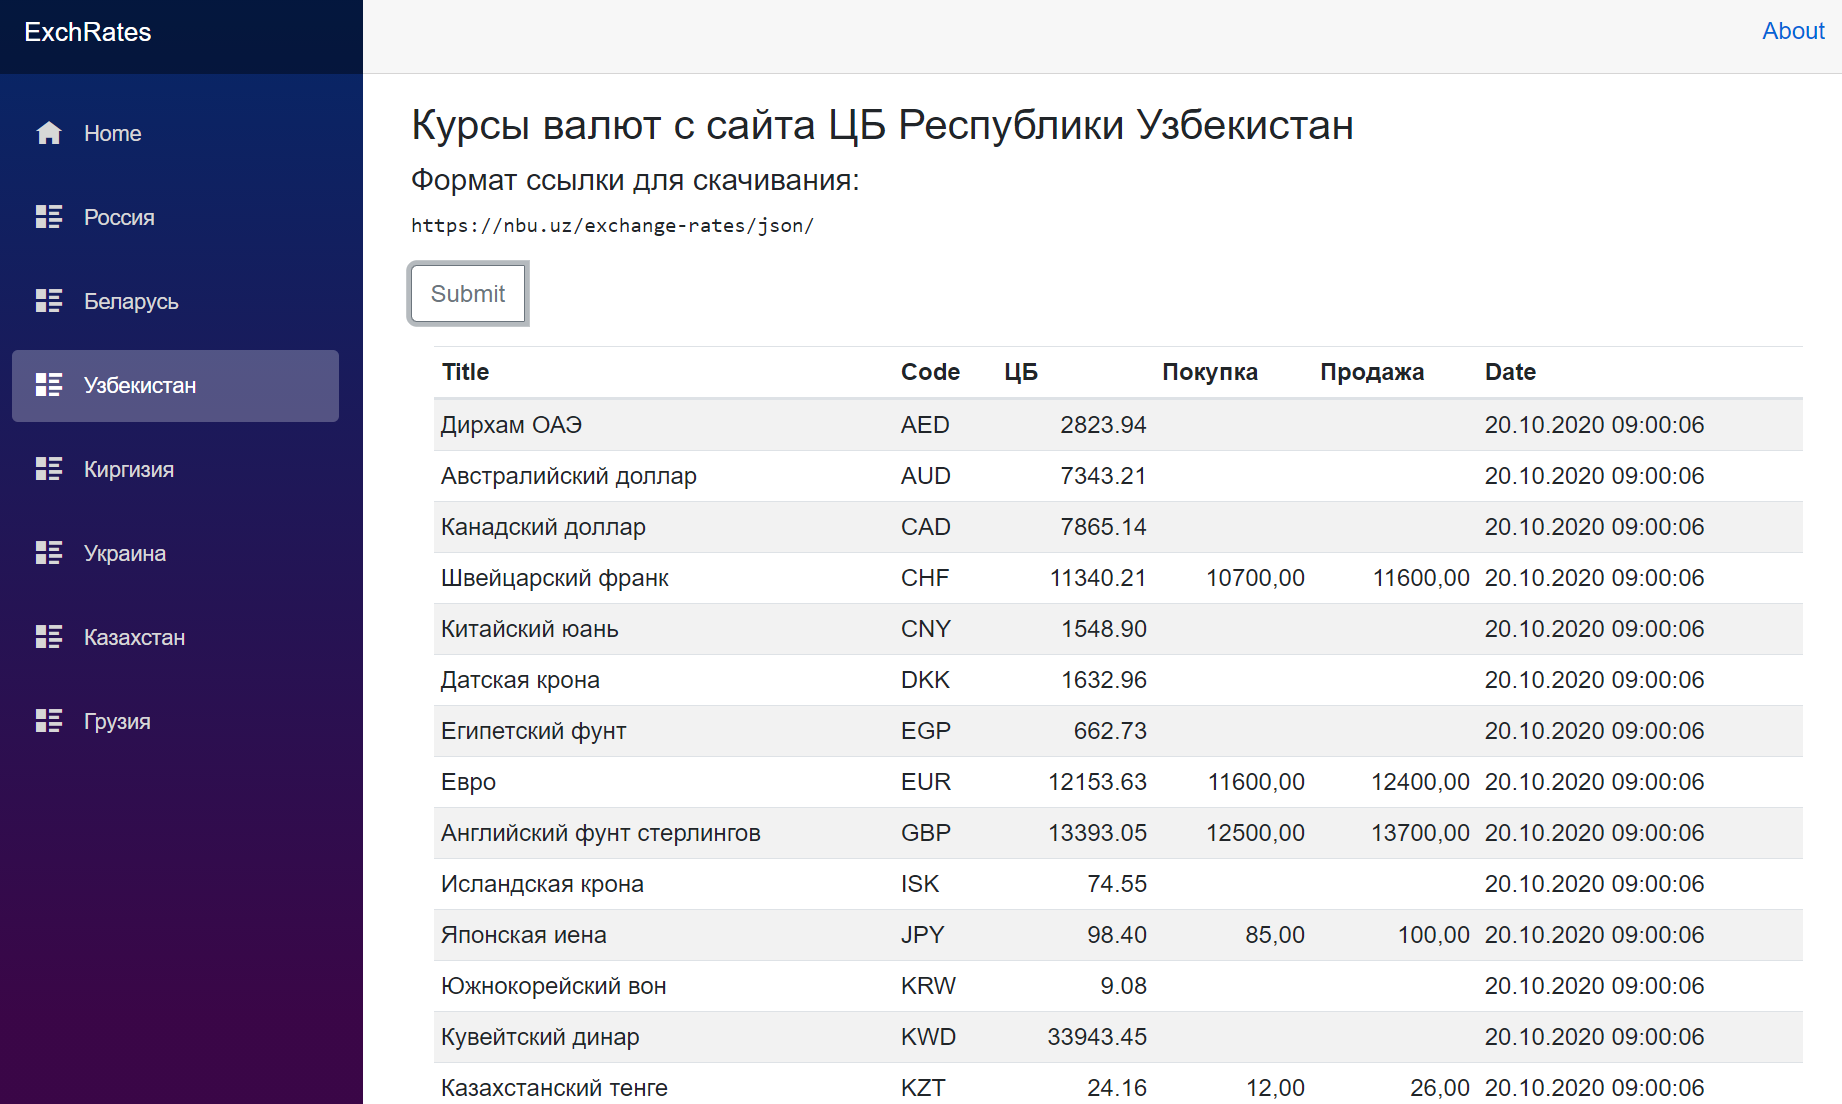 ExchRates
About
Home
Россия
Беларусь
Узбекистан
Киргизия
Украина
Казахстан
Грузия
Курсы валют с сайта ЦБ Республики Узбекистан
Формат ссылки для скачивания:
https://nbu.uz/exchange-rates/json/
Submit
Title Code ЦБ Покупка Продажа Date
Дирхам ОАЭ AED 2823.94 20.10.2020 09:00:06
Австралийский доллар AUD 7343.21 20.10.2020 09:00:06
Канадский доллар CAD 7865.14 20.10.2020 09:00:06
Швейцарский франк CHF 11340.21 10700,00 11600,00 20.10.2020 09:00:06
Китайский юань CNY 1548.90 20.10.2020 09:00:06
Датская крона DKK 1632.96 20.10.2020 09:00:06
Египетский фунт EGP 662.73 20.10.2020 09:00:06
Евро EUR 12153.63 11600,00 12400,00 20.10.2020 09:00:06
Английский фунт стерлингов GBP 13393.05 12500,00 13700,00 20.10.2020 09:00:06
Исландская крона ISK 74.55 20.10.2020 09:00:06
Японская иена JPY 98.40 85,00 100,00 20.10.2020 09:00:06
Южнокорейский вон KRW 9.08 20.10.2020 09:00:06
Кувейтский динар KWD 33943.45 20.10.2020 09:00:06
Казахстанский тенге KZT 24.16 12,00 26,00 20.10.2020 09:00:06